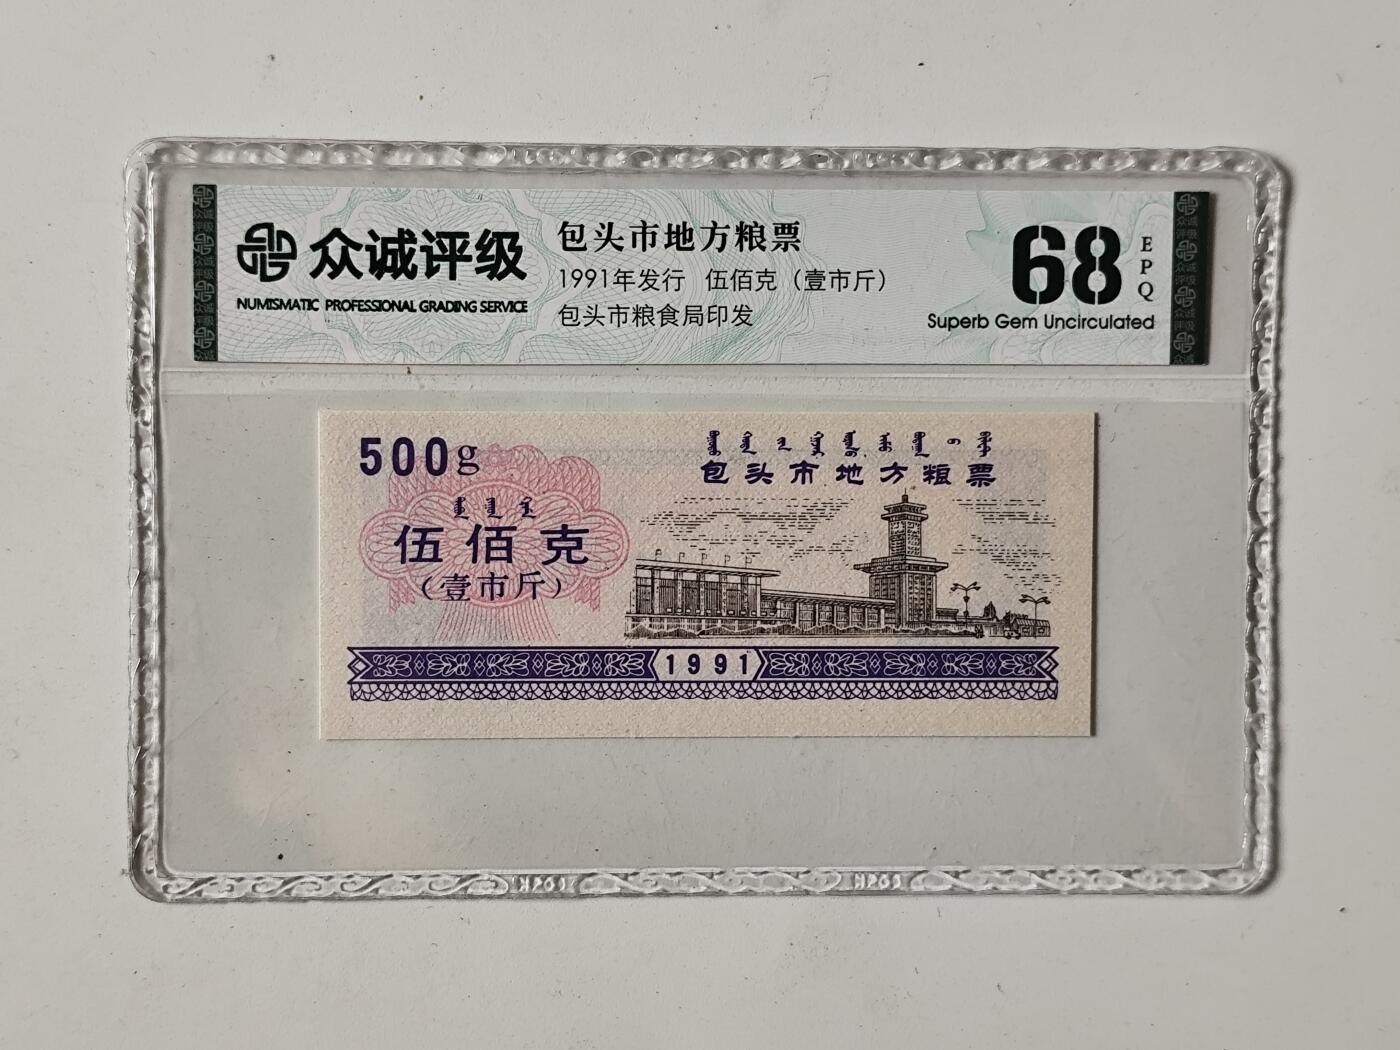 众诚评级
NUMISMATIC PROFESSIONAL GRADING SERVICE
包头市地方粮票
1991年发行 伍佰克（壹市斤）
包头市粮食局印发
68
EPQ
Superb Gem Uncirculated
500g
包头市地方粮票
伍佰克
(壹市斤)
1991